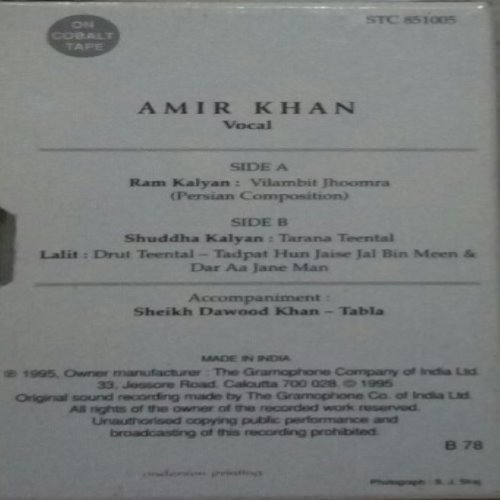 ON
COBALT
TAPE
STC 851005
AMIR KHAN
Vocal
SIDE A
Ram Kalyan : Vilambit Jhoomra
(Persian Composition)
SIDE B
Shuddha Kalyan : Tarana Teental
Lalit : Drut Teental – Tadpat Hun Jaise Jal Bin Meen &
Dar Aa Jane Man
Accompaniment :
Sheikh Dawood Khan – Tabla
MADE IN INDIA
℗ 1995, Owner manufacturer : The Gramophone Company of India Ltd.
33, Jessore Road, Calcutta 700 028. © 1995
Original sound recording made by The Gramophone Co. of India Ltd.
All rights of the owner of the recorded work reserved.
Unauthorised copying public performance and
broadcasting of this recording prohibited.
B 78
printing
Photograph : S. J.